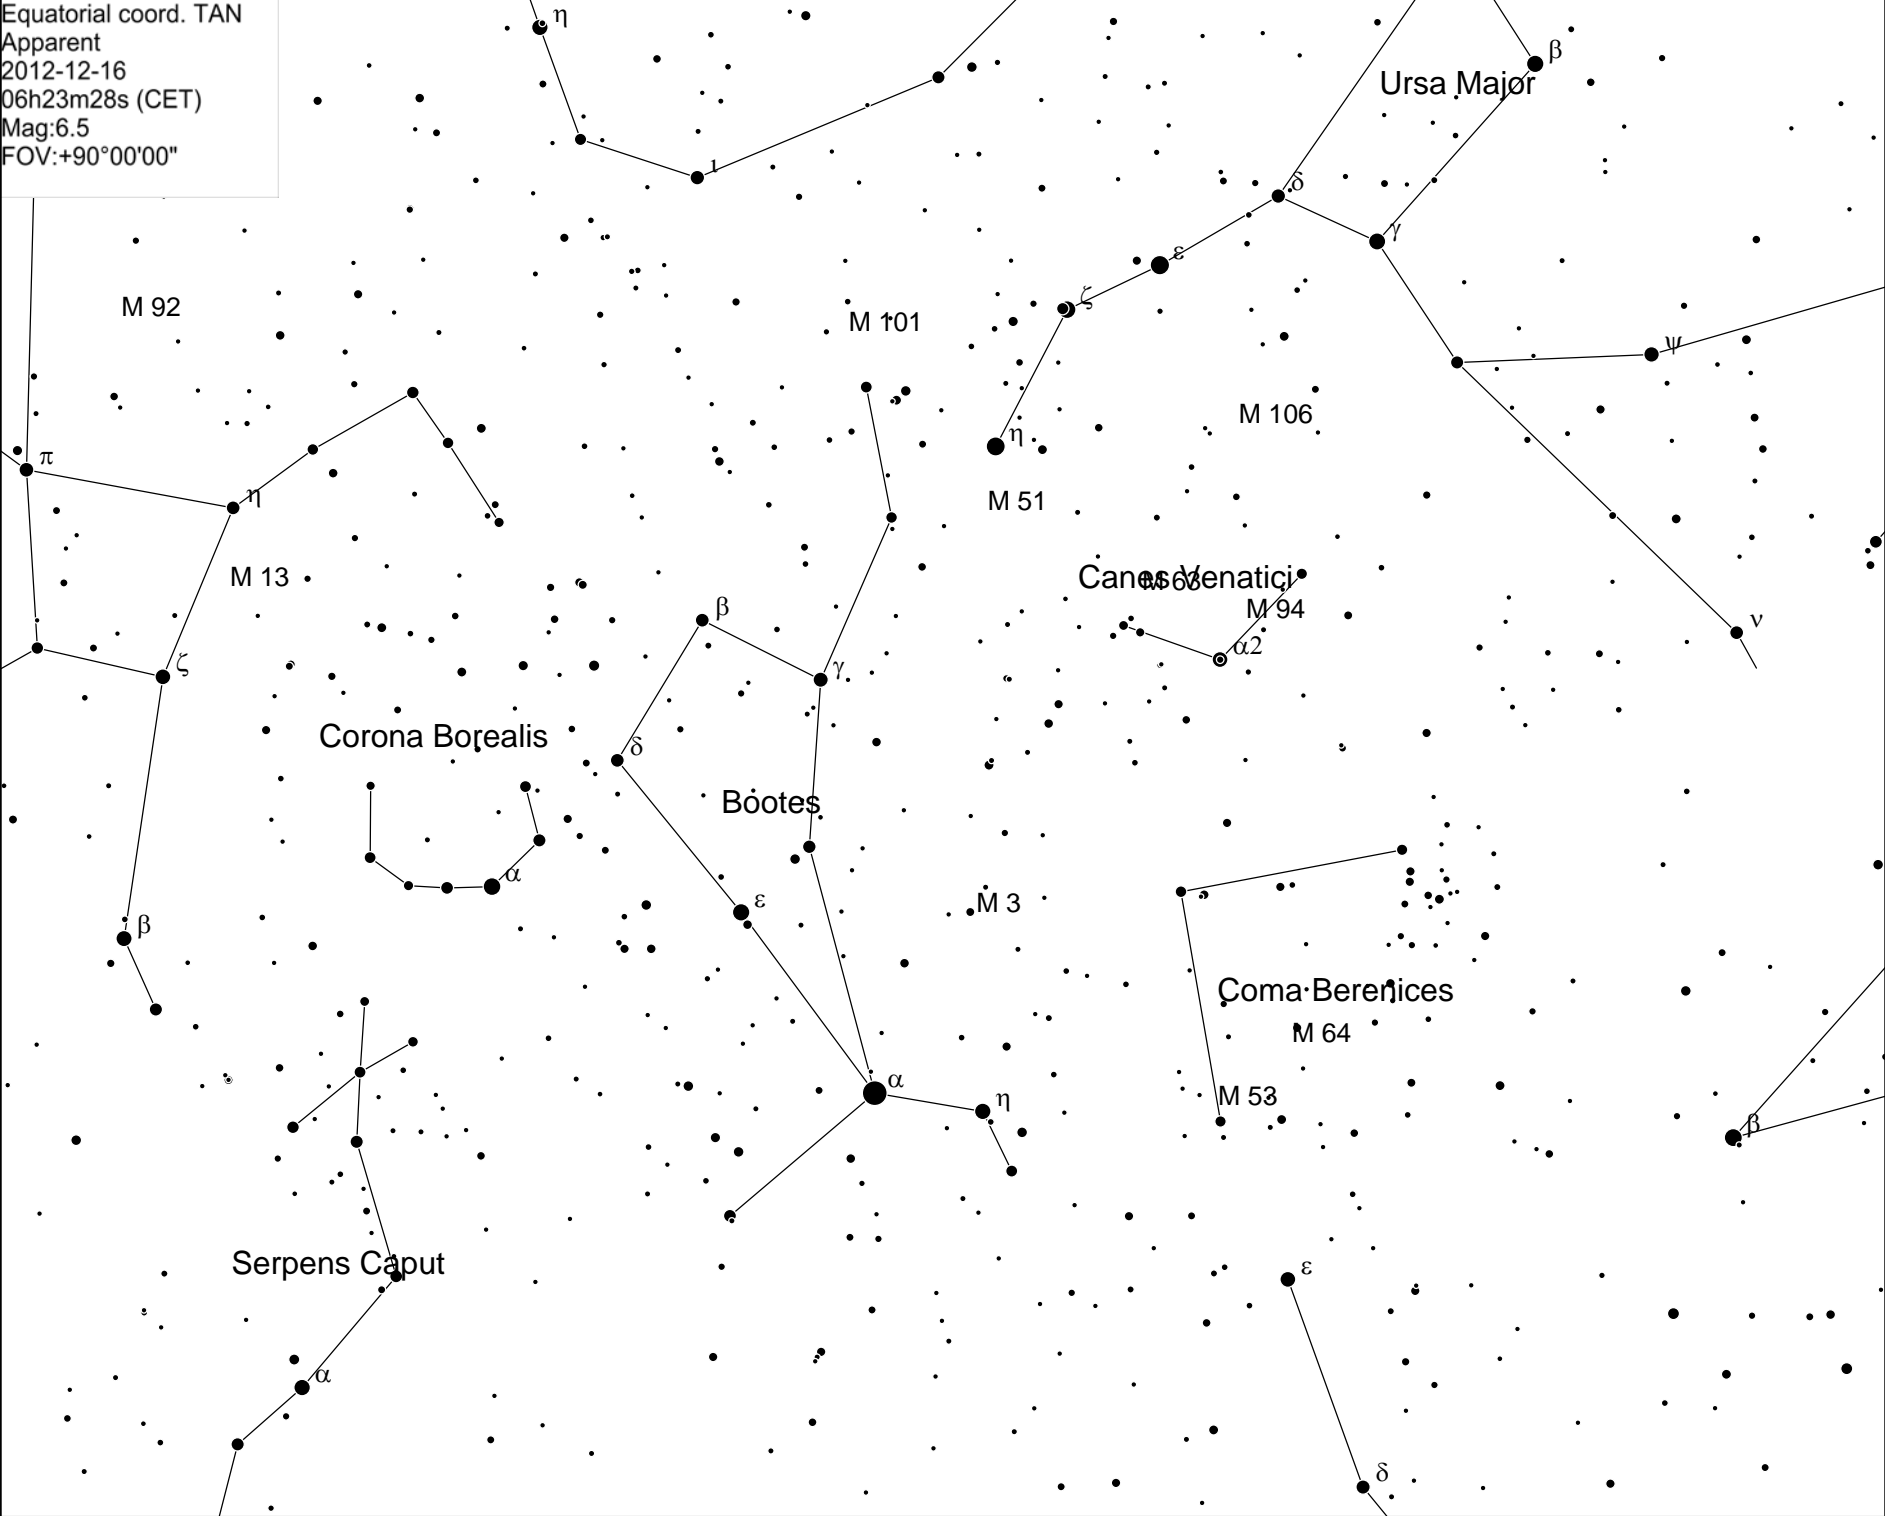 Equatorial coord. TAN
Apparent
2012-12-16
06h23m28s (CET)
Mag:6.5
FOV:+90°00'00"
η
β
Ursa Major
ι
δ
γ
ε
ζ
M 92
M 101
ψ
M 106
η
π
η
M 51
M 13
Canes Venatici
M 63
M 94
β
ν
α2
ζ
γ
Corona Borealis
δ
Bootes
α
ε
M 3
β
Coma Berenices
M 64
α
M 53
η
β
Serpens Caput
ε
α
δ